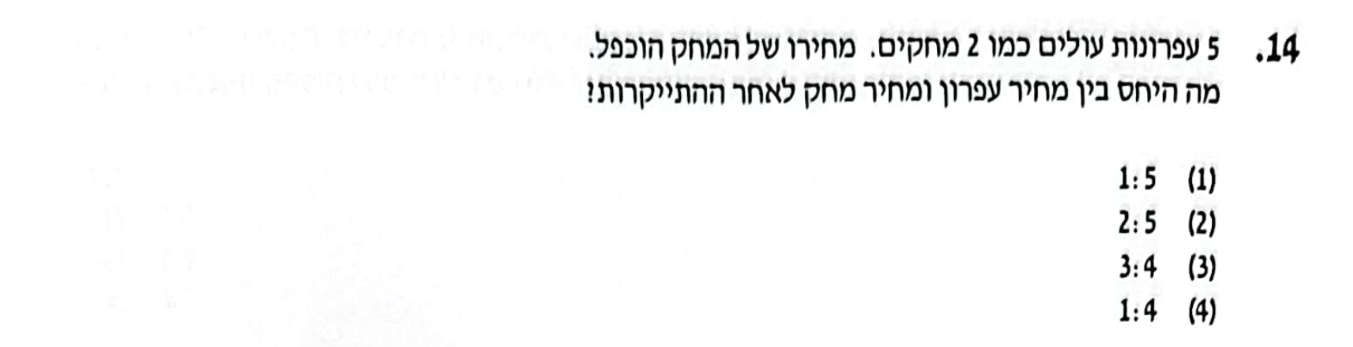 14. 5 עפרונות עולים כמו 2 מחקים. מחירו של המחק הוכפל.
מה היחס בין מחיר עפרון ומחיר מחק לאחר ההתייקרות?
(1) 1:5
(2) 2:5
(3) 3:4
(4) 1:4